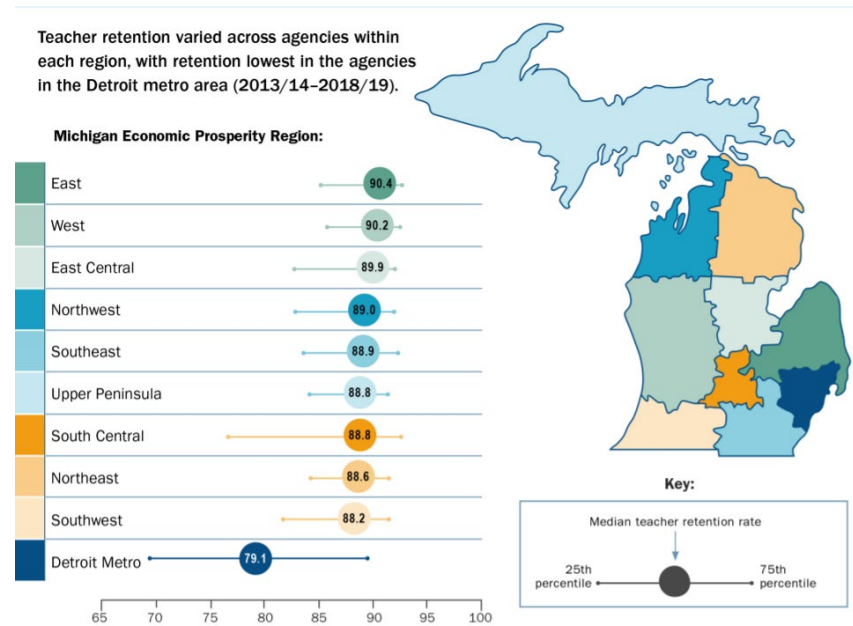 Teacher retention varied across agencies within
each region, with retention lowest in the agencies
in the Detroit metro area (2013/14–2018/19).
Michigan Economic Prosperity Region:
East
90.4
West
90.2
East Central
89.9
Northwest
89.0
Southeast
88.9
Upper Peninsula
88.8
South Central
88.8
Northeast
88.6
Southwest
88.2
Detroit Metro
79.1
65 70 75 80 85 90 95 100
Key:
Median teacher retention rate
25th
percentile
75th
percentile